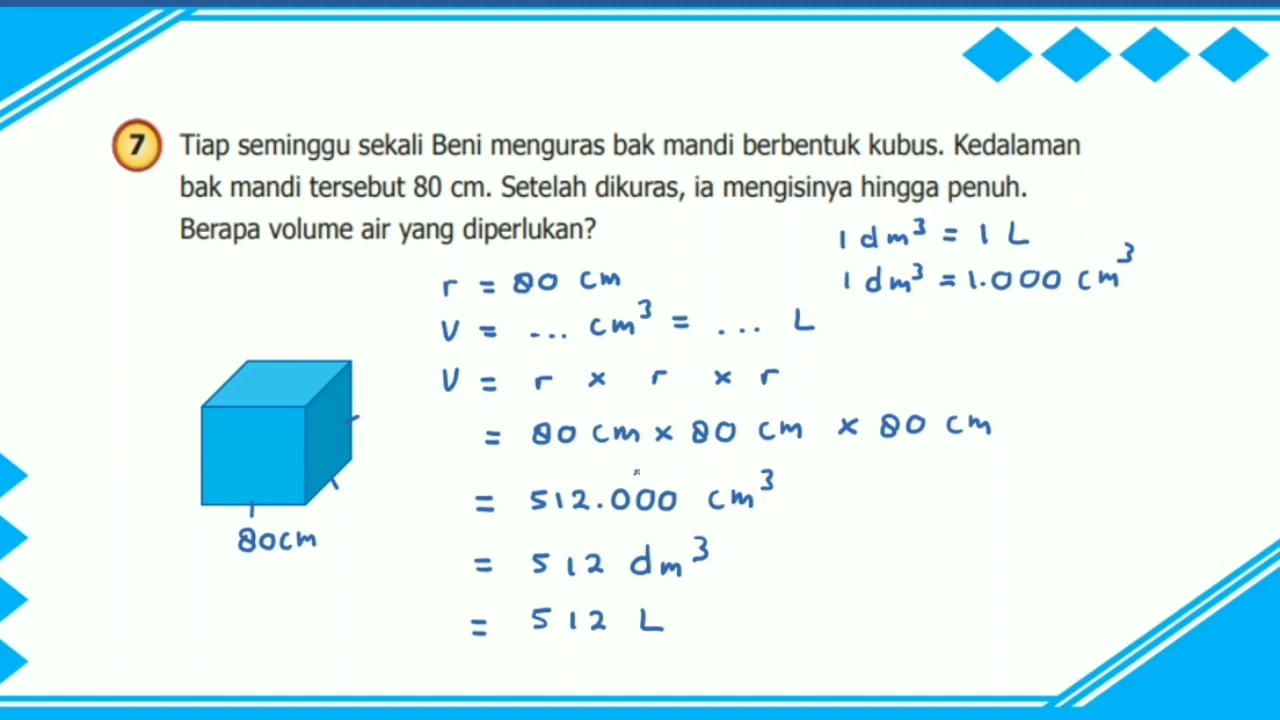 7 Tiap seminggu sekali Beni menguras bak mandi berbentuk kubus. Kedalaman
bak mandi tersebut 80 cm. Setelah dikuras, ia mengisinya hingga penuh.
Berapa volume air yang diperlukan?
1 dm³ = 1 L
1 dm³ = 1.000 cm³
r = 80 cm
V = ... cm³ = ... L
V = r x r x r
= 80 cm x 80 cm x 80 cm
= 512.000 cm³
= 512 dm³
= 512 L
80cm